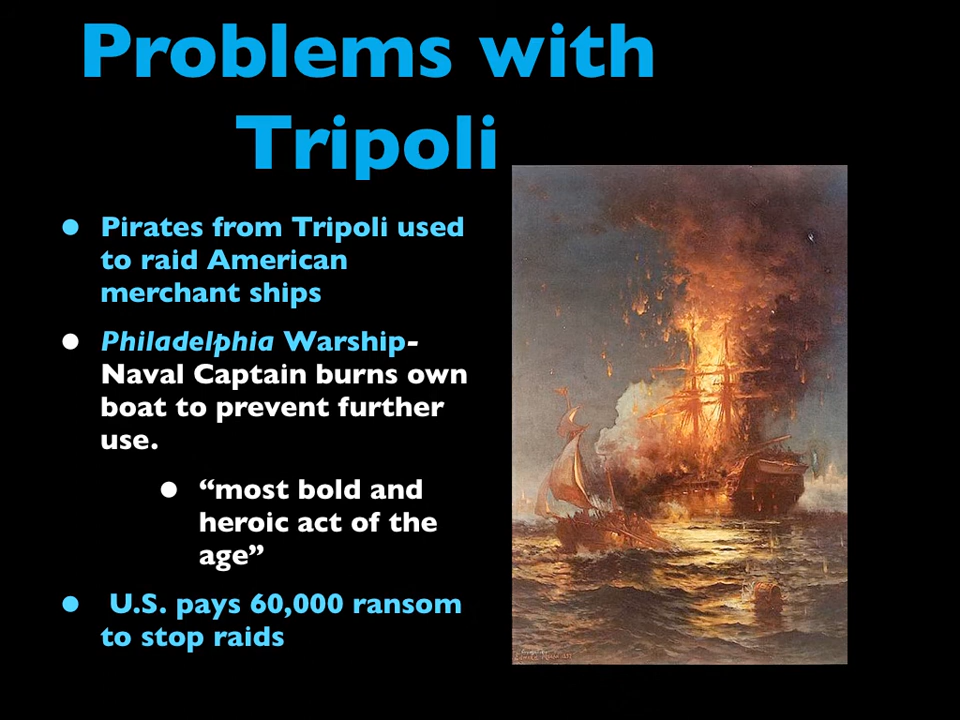 Problems with
Tripoli
• Pirates from Tripoli used
to raid American
merchant ships
• Philadelphia Warship-
Naval Captain burns own
boat to prevent further
use.
• “most bold and
heroic act of the
age”
• U.S. pays 60,000 ransom
to stop raids